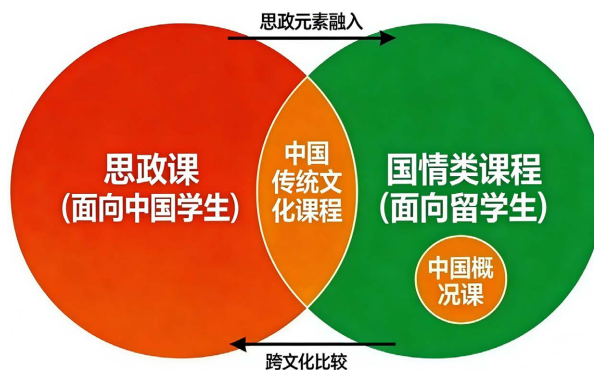 思政元素融入
思政课
(面向中国学生)
中国
传统文
化课程
国情类课程
(面向留学生)
中国概
况课
跨文化比较